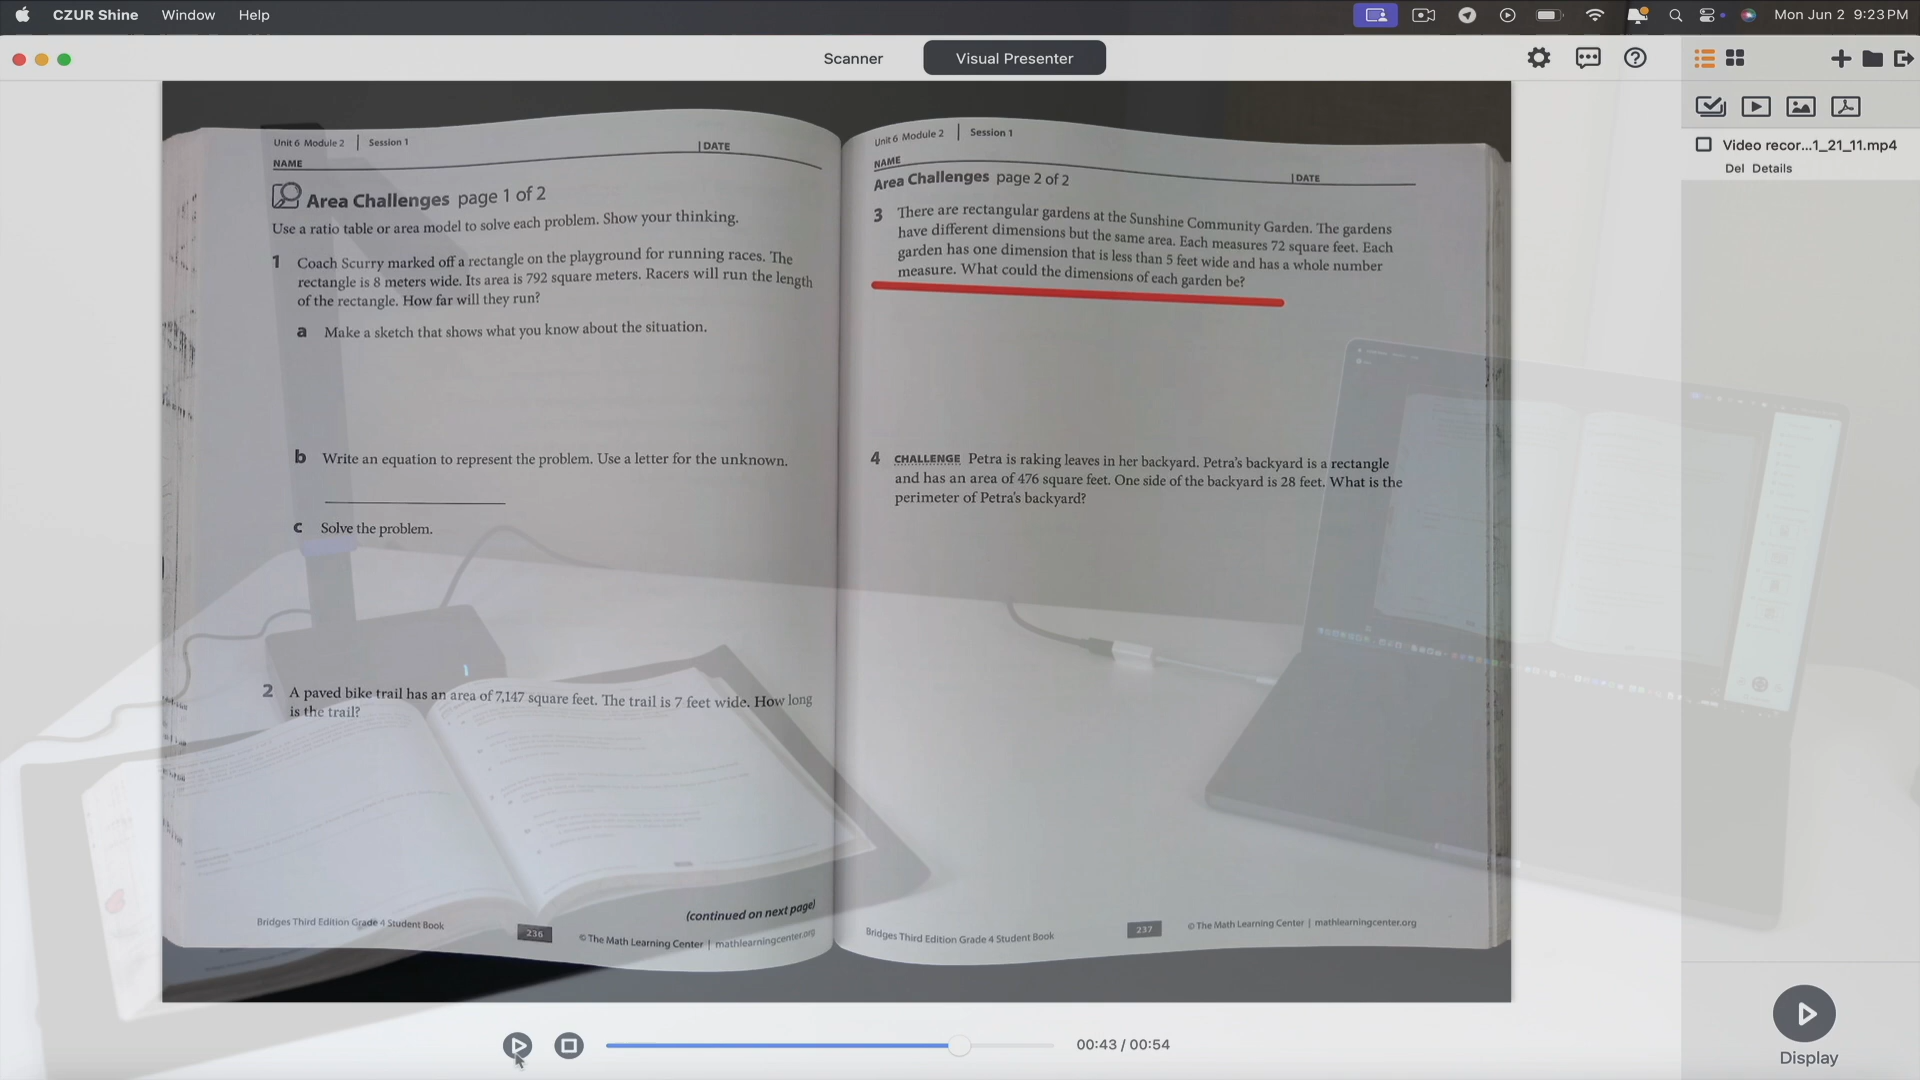 CZUR Shine Window Help
Mon Jun 2 9:23 PM
Scanner Visual Presenter
Video recor...1_21_11.mp4
Del Details
Unit 6 Module 2 | Session 1
NAME | DATE
Area Challenges page 1 of 2
Use a ratio table or area model to solve each problem. Show your thinking.
1 Coach Scurry marked off a rectangle on the playground for running races. The
rectangle is 8 meters wide. Its area is 792 square meters. Racers will run the length
of the rectangle. How far will they run?
a Make a sketch that shows what you know about the situation.
b Write an equation to represent the problem. Use a letter for the unknown.
c Solve the problem.
2 A paved bike trail has an area of 7,147 square feet. The trail is 7 feet wide. How long
is the trail?
(continued on next page)
Bridges Third Edition Grade 4 Student Book 236 © The Math Learning Center | mathlearningcenter.org
Unit 6 Module 2 | Session 1
NAME | DATE
Area Challenges page 2 of 2
3 There are rectangular gardens at the Sunshine Community Garden. The gardens
have different dimensions but the same area. Each measures 72 square feet. Each
garden has one dimension that is less than 5 feet wide and has a whole number
measure. What could the dimensions of each garden be?
4 CHALLENGE Petra is raking leaves in her backyard. Petra's backyard is a rectangle
and has an area of 476 square feet. One side of the backyard is 28 feet. What is the
perimeter of Petra's backyard?
Bridges Third Edition Grade 4 Student Book 237 © The Math Learning Center | mathlearningcenter.org
00:43 / 00:54
Display